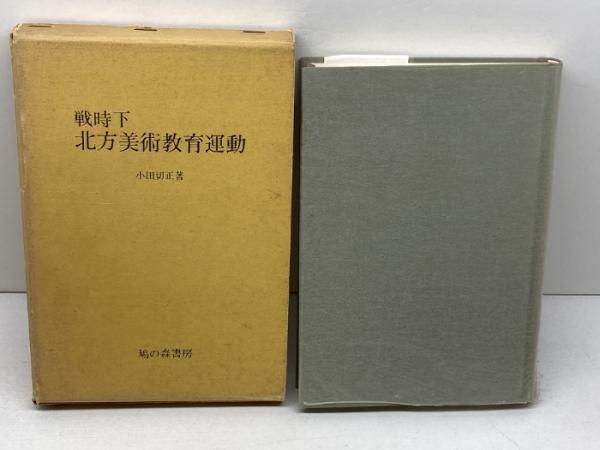 戦時下
北方美術教育運動
小田切正著
鳩の森書房